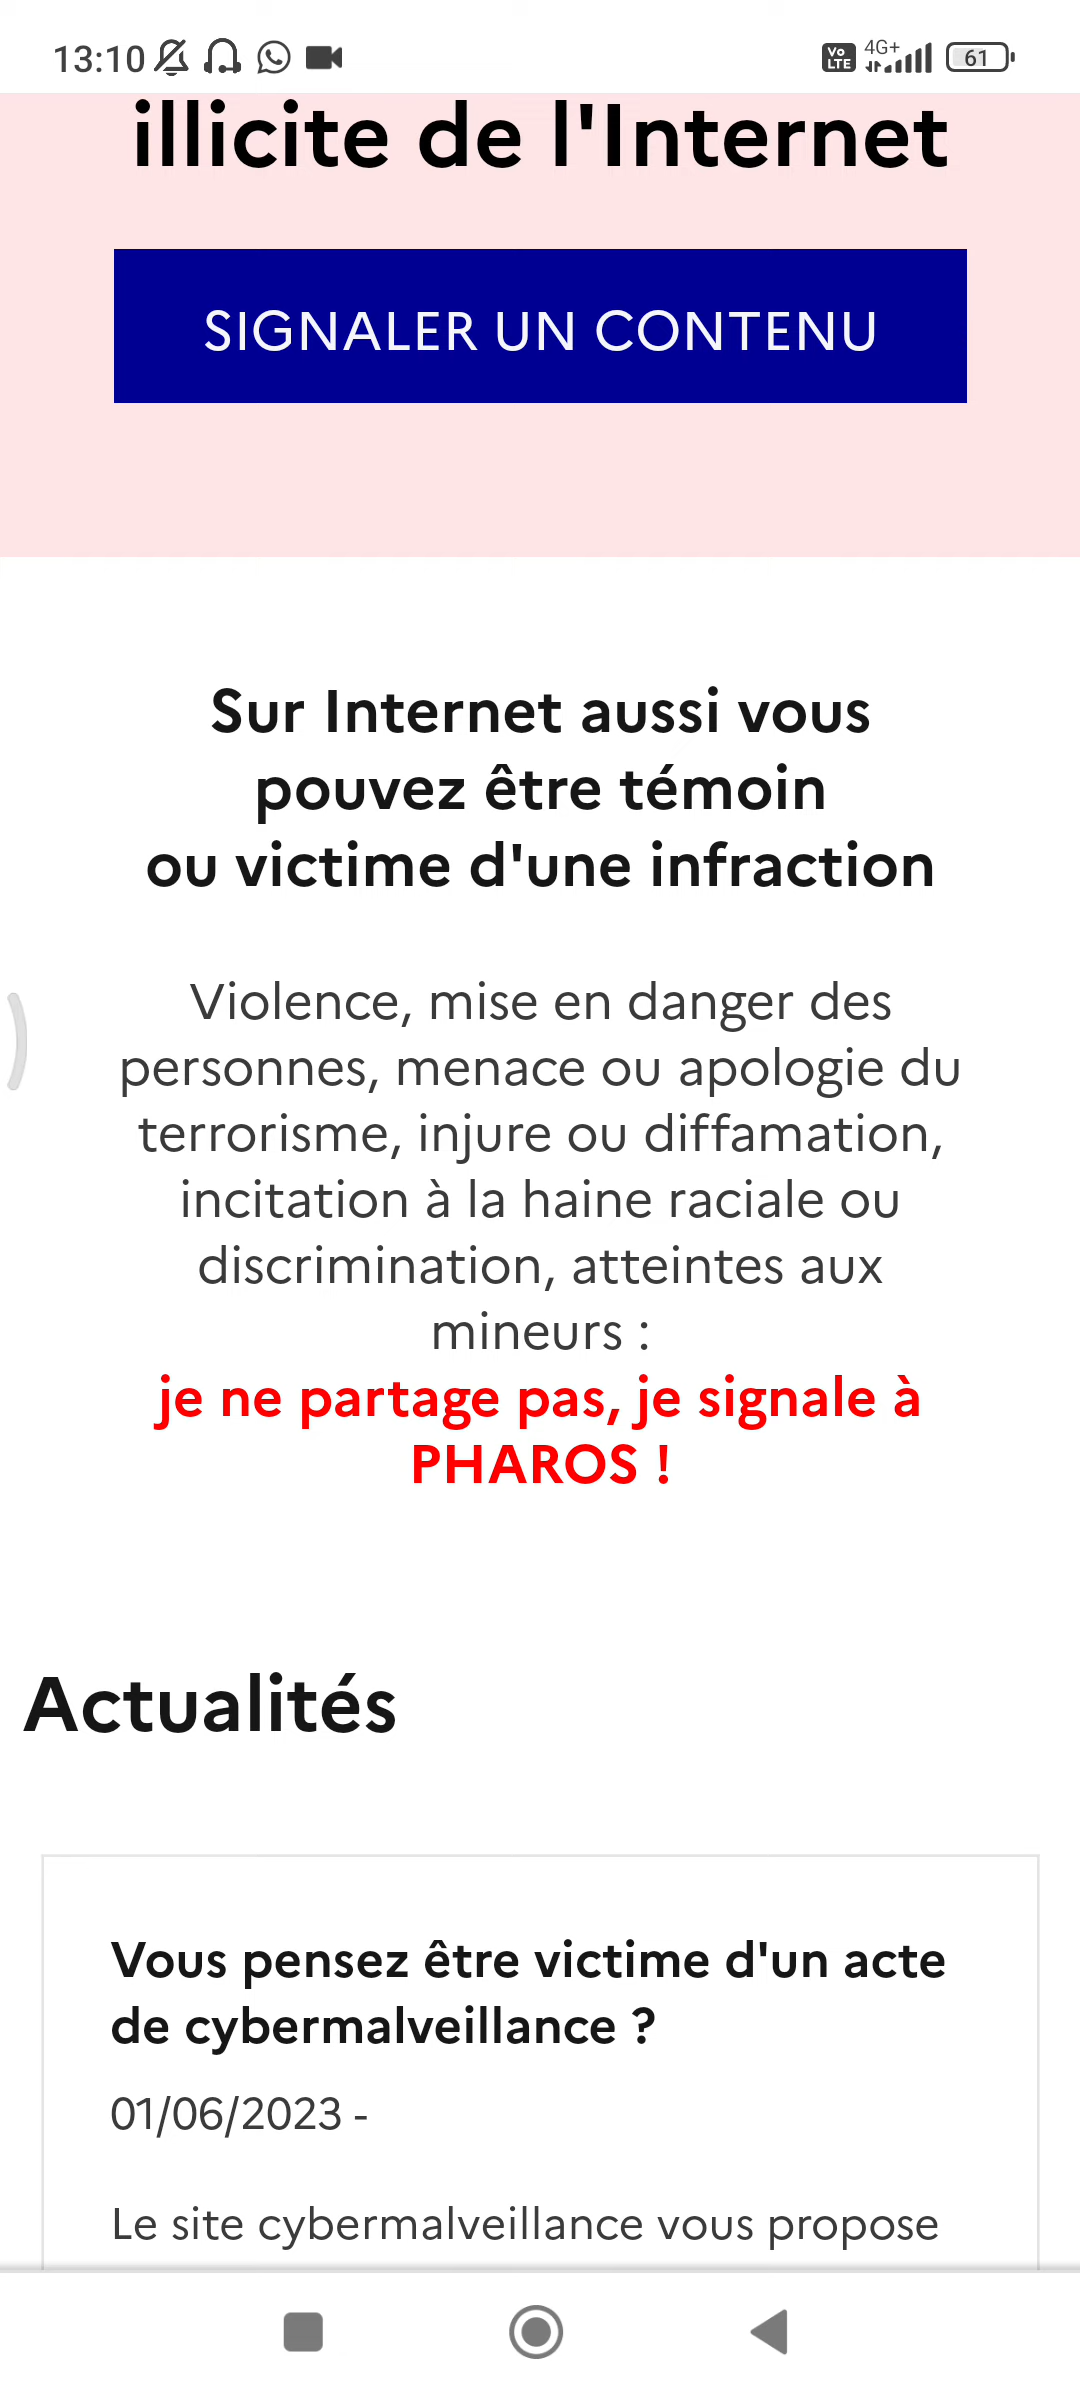 13:10
Vo
LTE
4G+
61
illicite de l'Internet
SIGNALER UN CONTENU
Sur Internet aussi vous
pouvez être témoin
ou victime d'une infraction
Violence, mise en danger des
personnes, menace ou apologie du
terrorisme, injure ou diffamation,
incitation à la haine raciale ou
discrimination, atteintes aux
mineurs :
je ne partage pas, je signale à
PHAROS !
Actualités
Vous pensez être victime d'un acte
de cybermalveillance ?
01/06/2023 -
Le site cybermalveillance vous propose